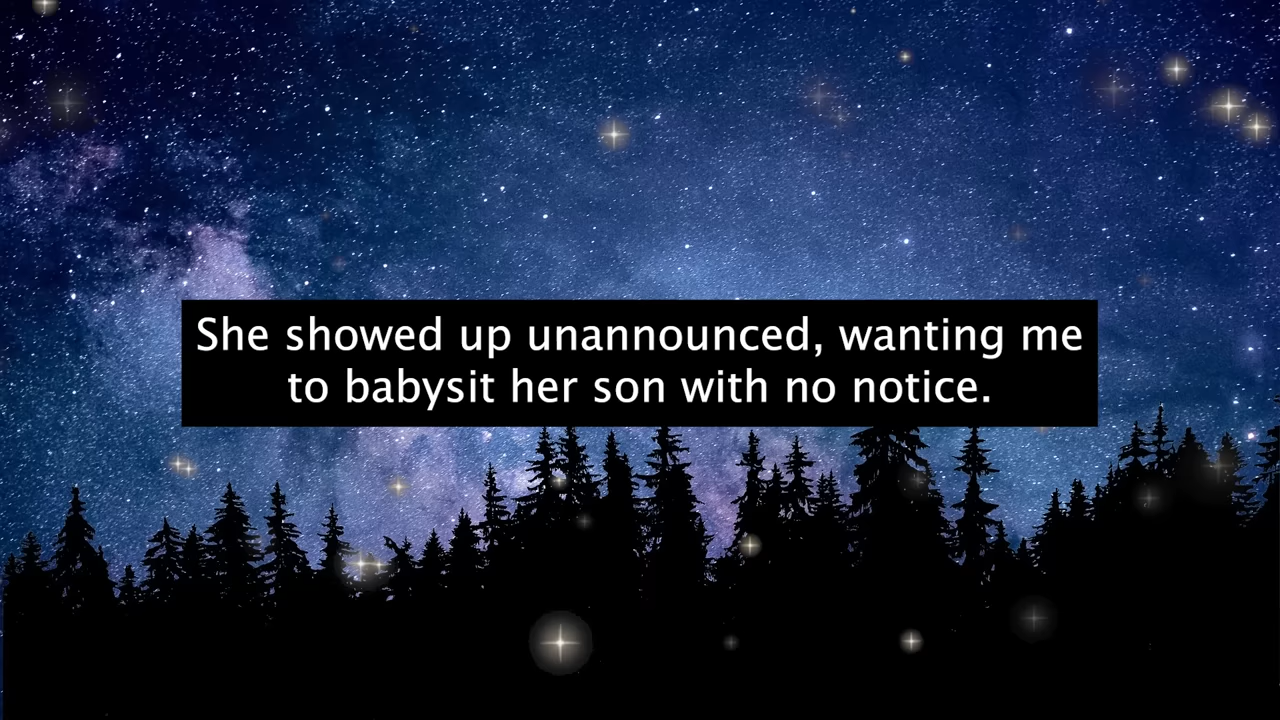 She showed up unannounced, wanting me
to babysit her son with no notice.